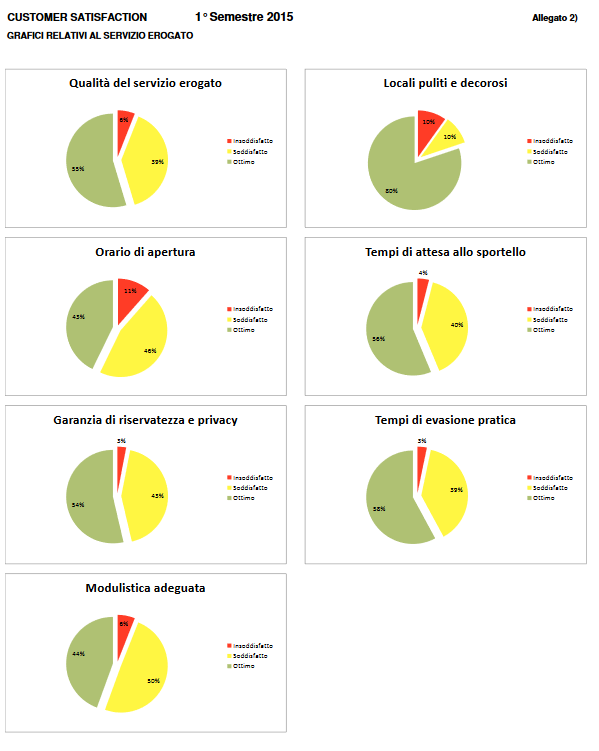 CUSTOMER SATISFACTION 1° Semestre 2015 Allegato 2)
GRAFICI RELATIVI AL SERVIZIO EROGATO
Qualità del servizio erogato
6%
39%
55%
Insoddisfatto
Soddisfatto
Ottimo
Locali puliti e decorosi
10%
10%
80%
Insoddisfatto
Soddisfatto
Ottimo
Orario di apertura
11%
46%
43%
Insoddisfatto
Soddisfatto
Ottimo
Tempi di attesa allo sportello
4%
40%
56%
Insoddisfatto
Soddisfatto
Ottimo
Garanzia di riservatezza e privacy
3%
43%
54%
Insoddisfatto
Soddisfatto
Ottimo
Tempi di evasione pratica
3%
39%
58%
Insoddisfatto
Soddisfatto
Ottimo
Modulistica adeguata
6%
50%
44%
Insoddisfatto
Soddisfatto
Ottimo